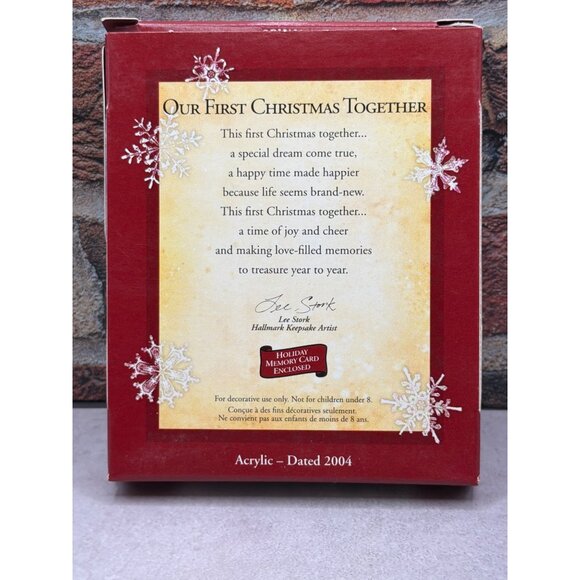 OUR FIRST CHRISTMAS TOGETHER
This first Christmas together...
a special dream come true,
a happy time made happier
because life seems brand-new.
This first Christmas together...
a time of joy and cheer
and making love-filled memories
to treasure year to year.
Lee Stork
Lee Stork
Hallmark Keepsake Artist
HOLIDAY
MEMORY CARD
ENCLOSED
For decorative use only. Not for children under 8.
Conçue à des fins décoratives seulement.
Ne convient pas aux enfants de moins de 8 ans.
Acrylic – Dated 2004